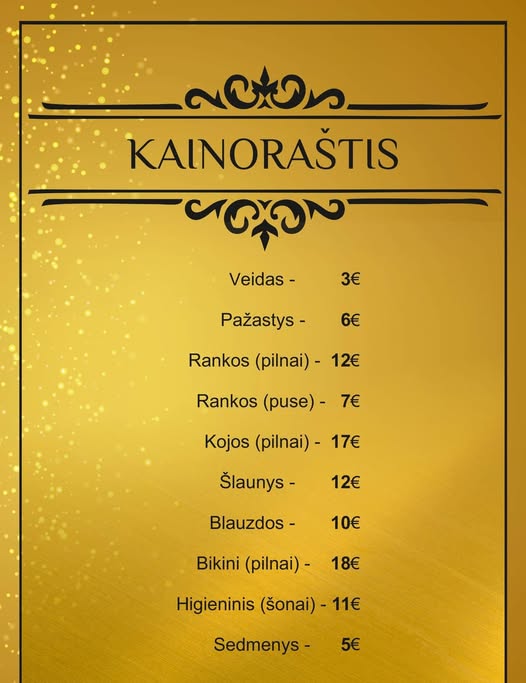 KAINORAŠTIS
Veidas - 3€
Pažastys - 6€
Rankos (pilnai) - 12€
Rankos (puse) - 7€
Kojos (pilnai) - 17€
Šlaunys - 12€
Blauzdos - 10€
Bikini (pilnai) - 18€
Higieninis (šonai) - 11€
Sedmenys - 5€